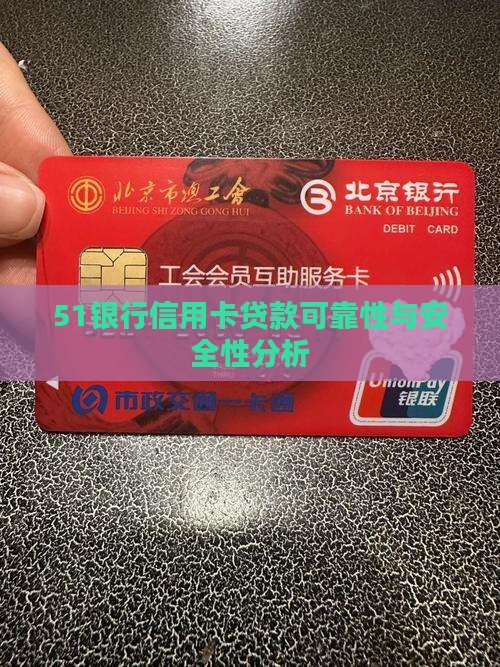 北京市总工会
BEIJING SHI ZONG GONG HUI
北京银行
BANK OF BEIJING
DEBIT CARD
工会会员互助服务卡
51银行信用卡贷款可靠性与安
全性分析
THRU
市政交通一卡通
UnionPay
银联